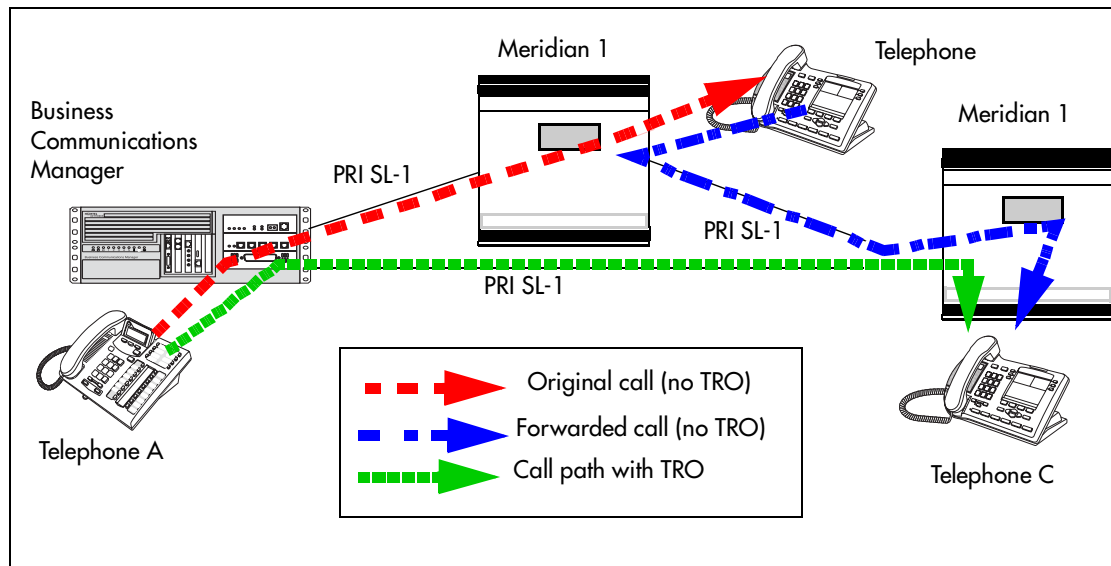 Meridian 1
Telephone
Business
Communications
Manager
Meridian 1
PRI SL-1
PRI SL-1
PRI SL-1
Telephone A
Original call (no TRO)
Forwarded call (no TRO)
Call path with TRO
Telephone C